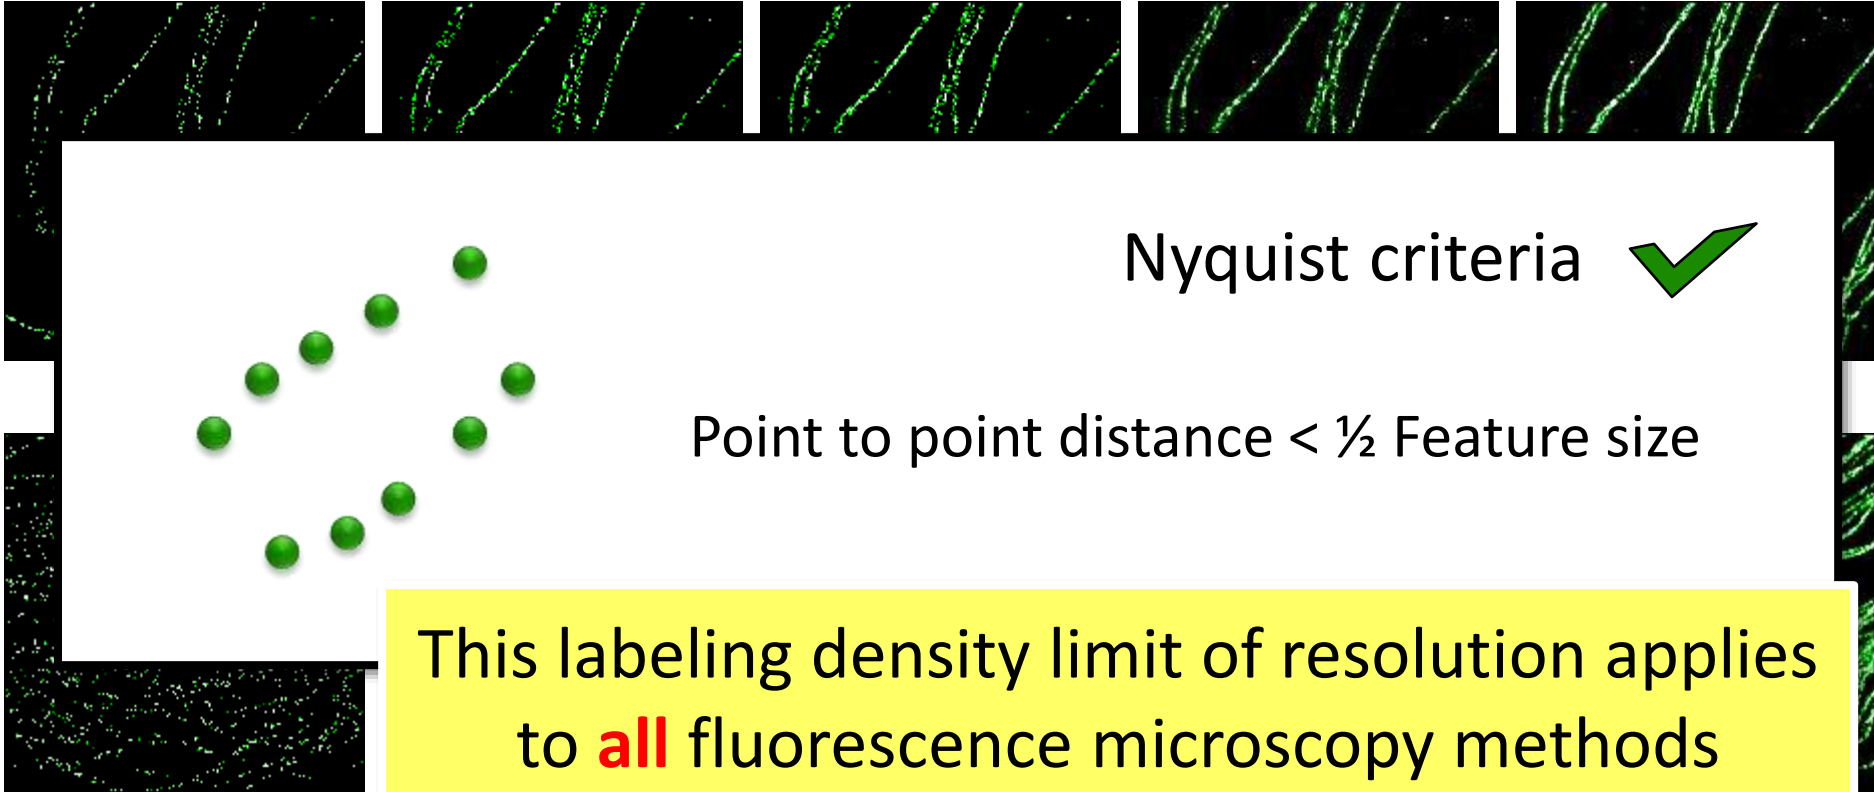 Nyquist criteria
Point to point distance < ½ Feature size
This labeling density limit of resolution applies
to all fluorescence microscopy methods